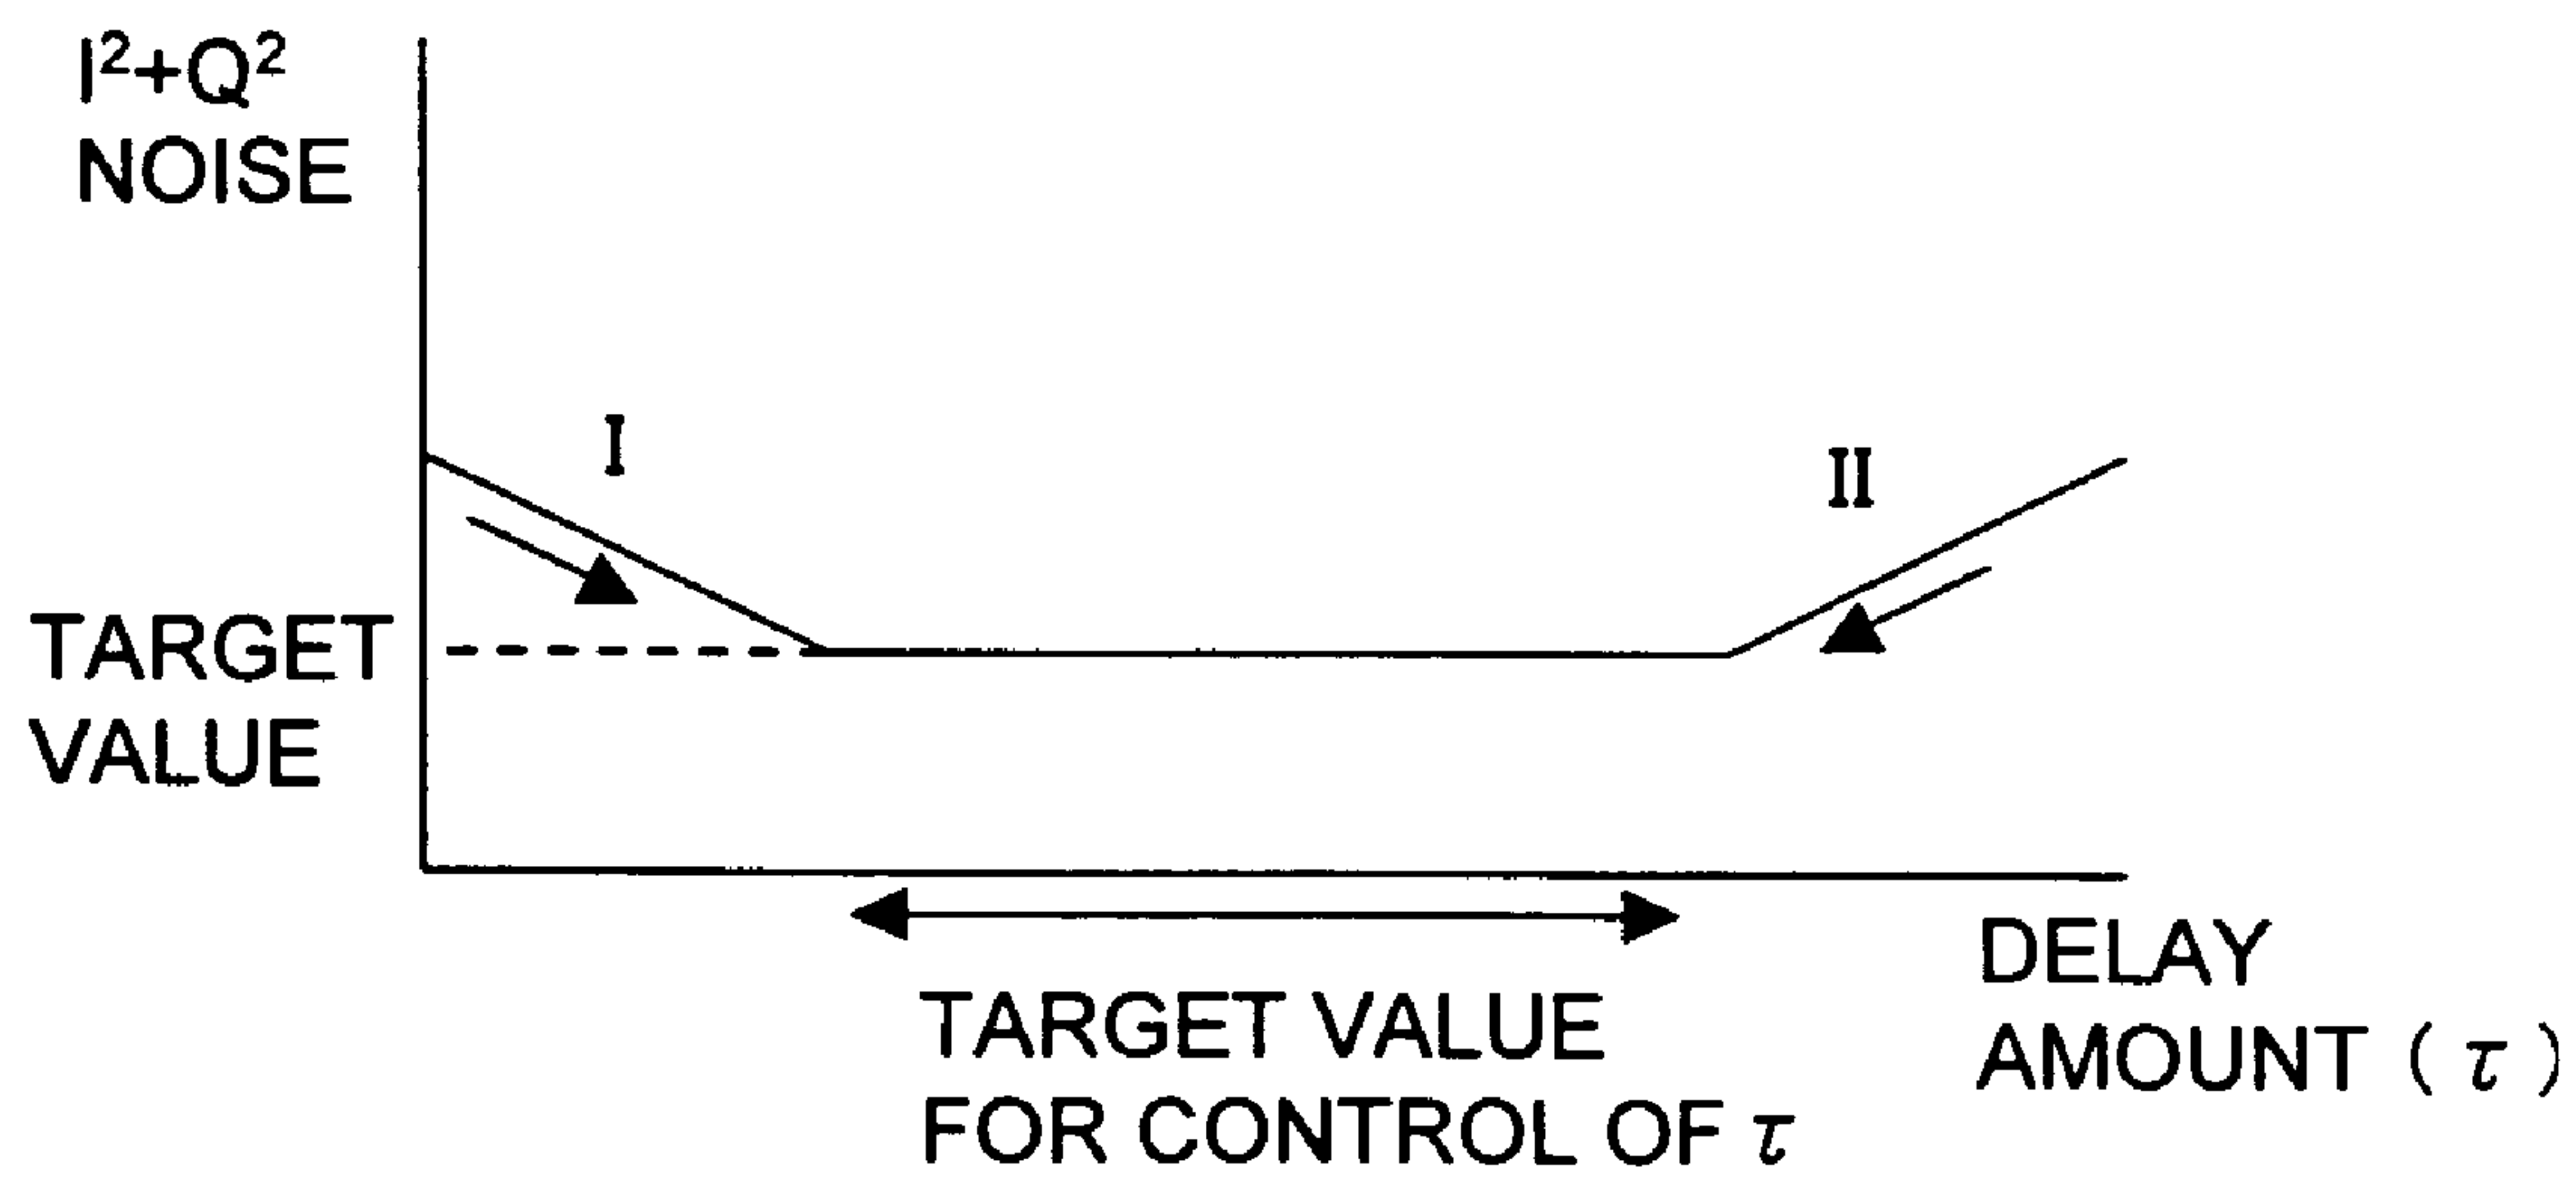 I²+Q²
NOISE
I
II
TARGET
VALUE
DELAY
AMOUNT ( τ )
TARGET VALUE
FOR CONTROL OF τ